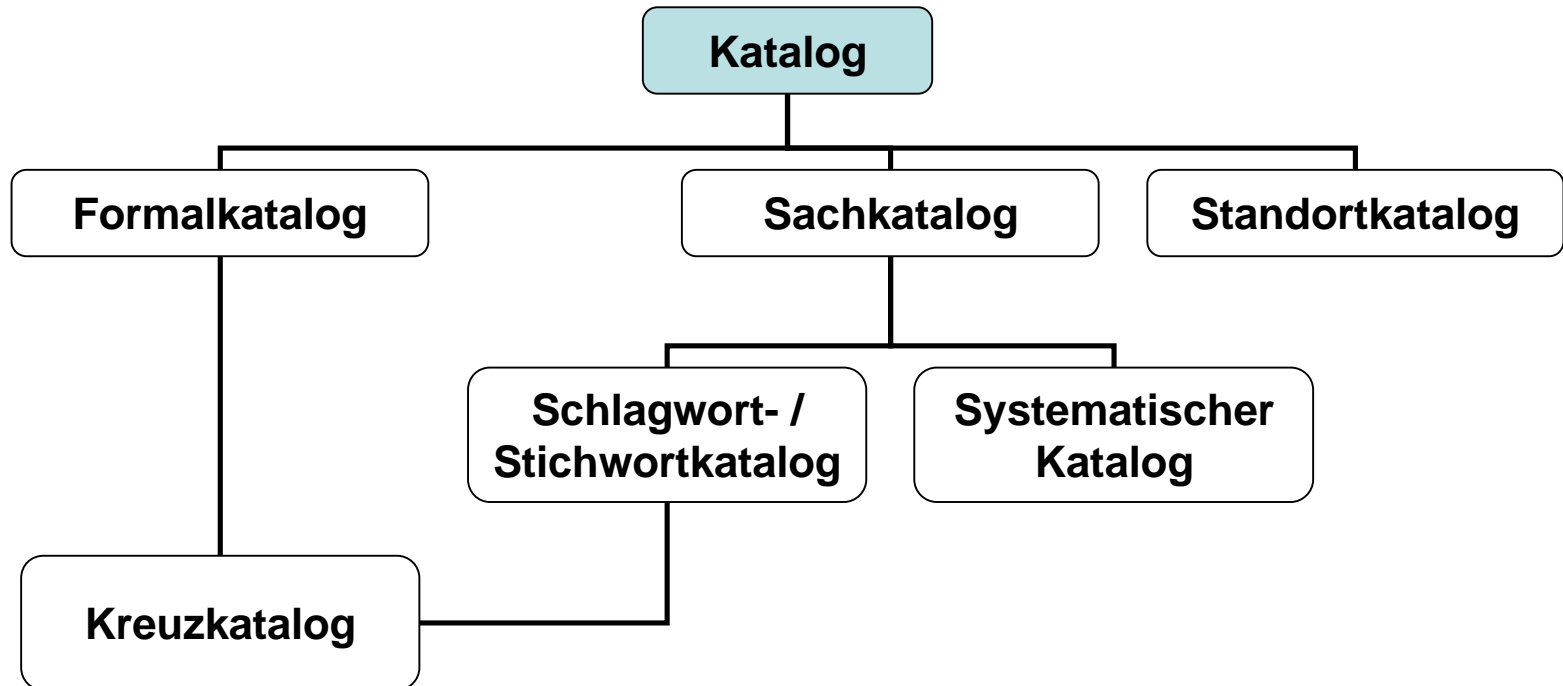 Katalog
Formalkatalog
Sachkatalog
Standortkatalog
Schlagwort- /
Stichwortkatalog
Systematischer
Katalog
Kreuzkatalog